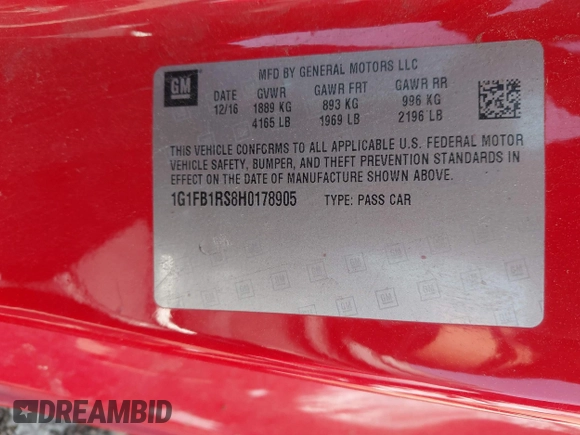 GM
MFD BY GENERAL MOTORS LLC
DATE GVWR GAWR FRT GAWR RR
12/16 1889 KG 893 KG 996 KG
4165 LB 1969 LB 2196 LB
THIS VEHICLE CONFORMS TO ALL APPLICABLE U.S. FEDERAL MOTOR
VEHICLE SAFETY, BUMPER, AND THEFT PREVENTION STANDARDS IN
EFFECT ON THE DATE OF MANUFACTURE SHOWN ABOVE.
1G1FB1RS8H0178905 TYPE: PASS CAR
DREAMBID